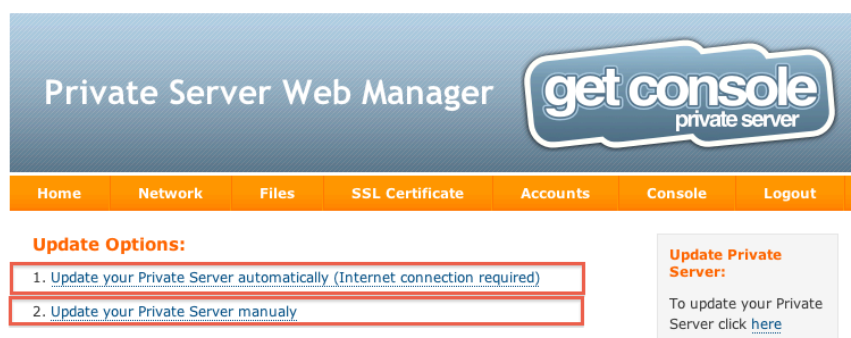 Private Server Web Manager
get console
private server
Home Network Files SSL Certificate Accounts Console Logout
Update Options:
1. Update your Private Server automatically (Internet connection required)
2. Update your Private Server manualy
Update Private
Server:
To update your Private
Server click here